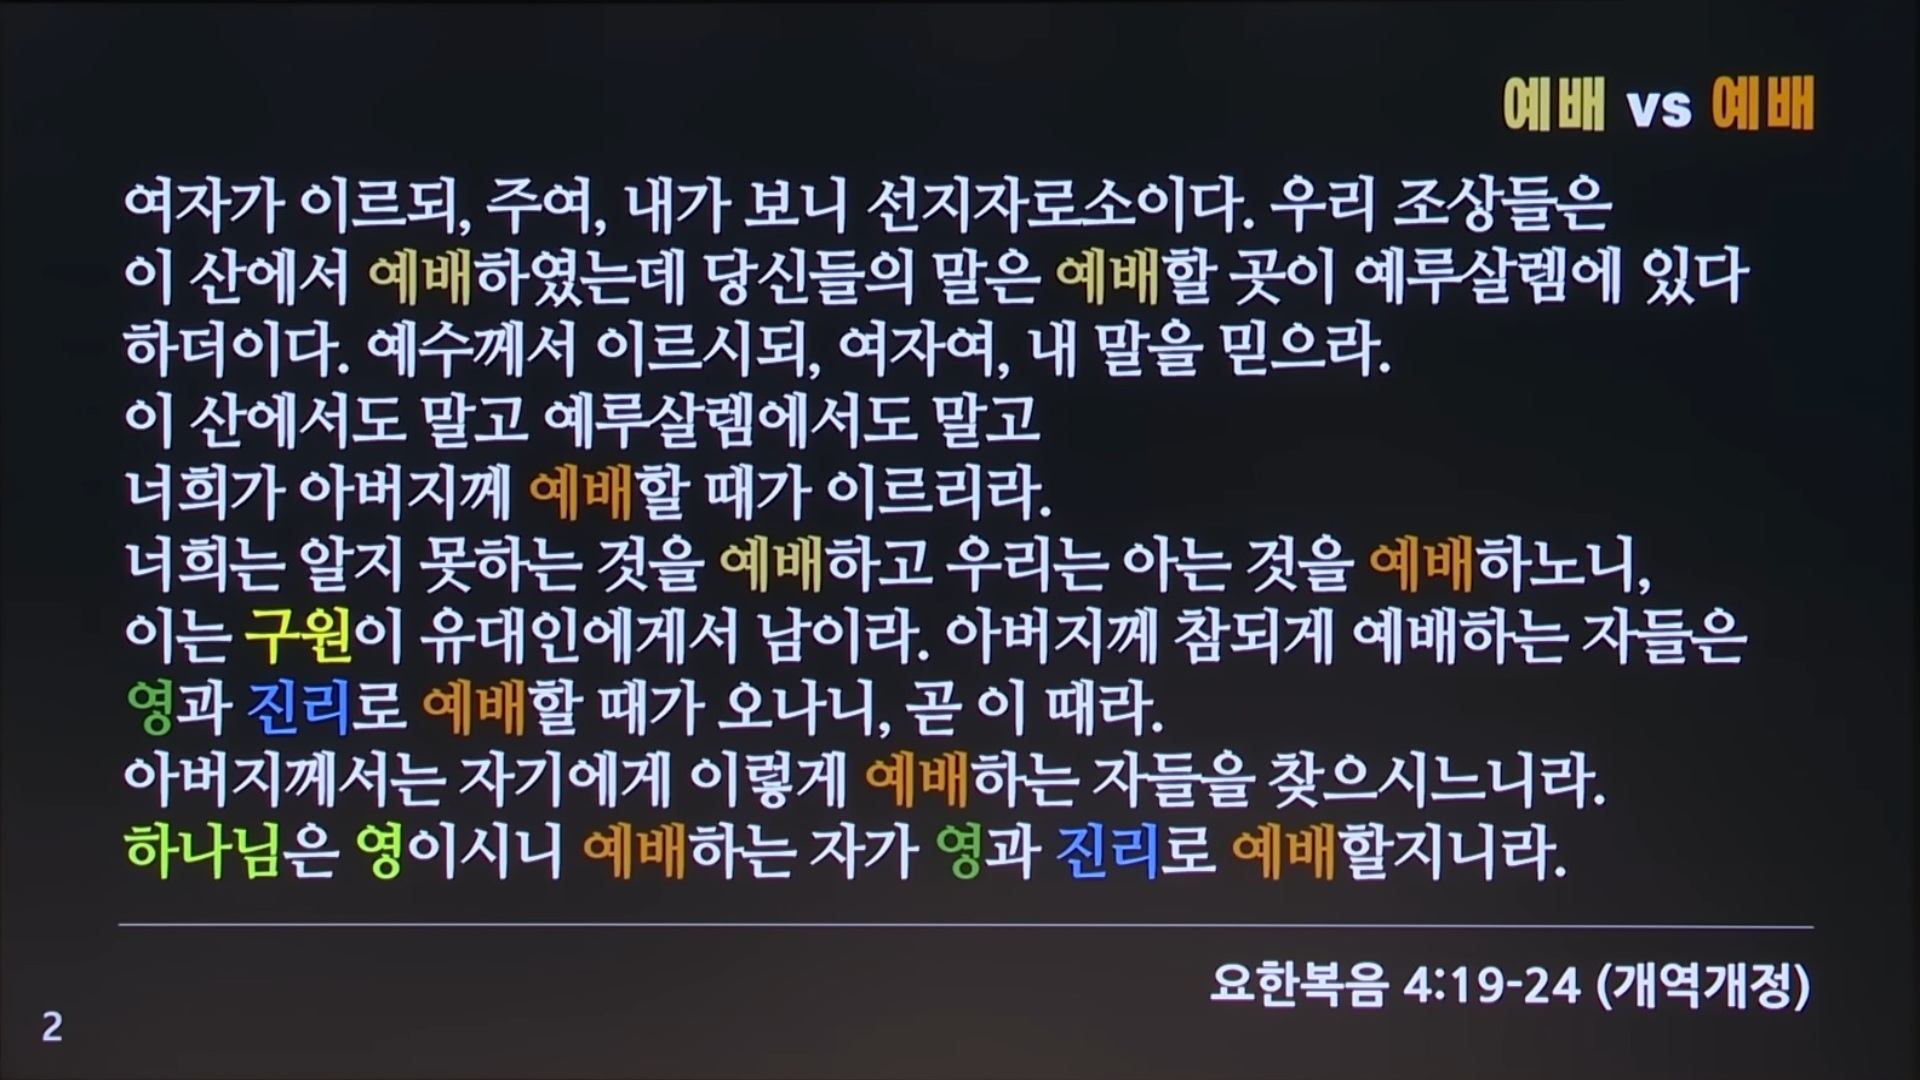 예배 vs 예배
여자가 이르되, 주여, 내가 보니 선지자로소이다. 우리 조상들은
이 산에서 예배하였는데 당신들의 말은 예배할 곳이 예루살렘에 있다
하더이다. 예수께서 이르시되, 여자여, 내 말을 믿으라.
이 산에서도 말고 예루살렘에서도 말고
너희가 아버지께 예배할 때가 이르리라.
너희는 알지 못하는 것을 예배하고 우리는 아는 것을 예배하노니,
이는 구원이 유대인에게서 남이라. 아버지께 참되게 예배하는 자들은
영과 진리로 예배할 때가 오나니, 곧 이 때라.
아버지께서는 자기에게 이렇게 예배하는 자들을 찾으시느니라.
하나님은 영이시니 예배하는 자가 영과 진리로 예배할지니라.
요한복음 4:19-24 (개역개정)
2